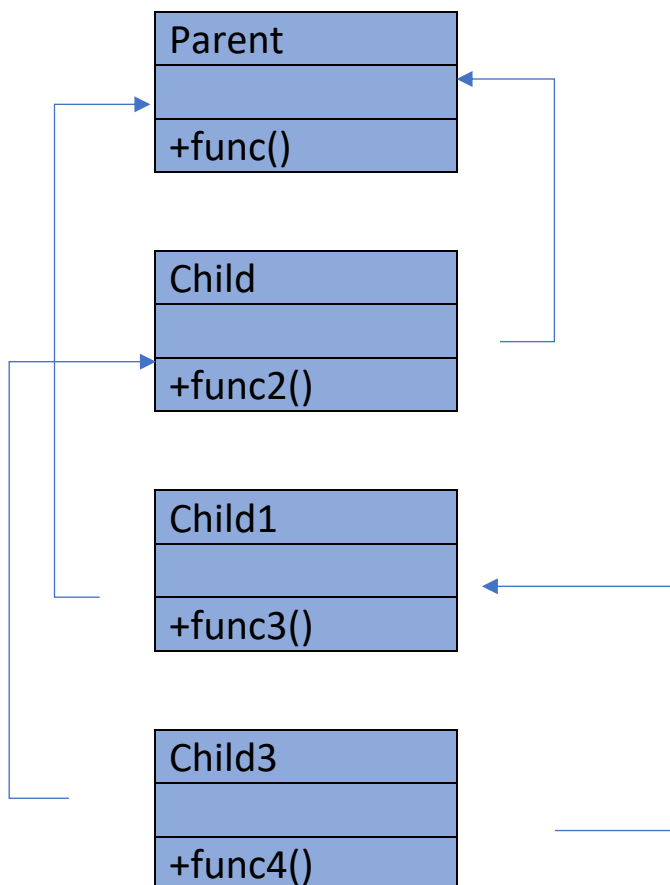 Parent
+func()
Child
+func2()
Child1
+func3()
Child3
+func4()